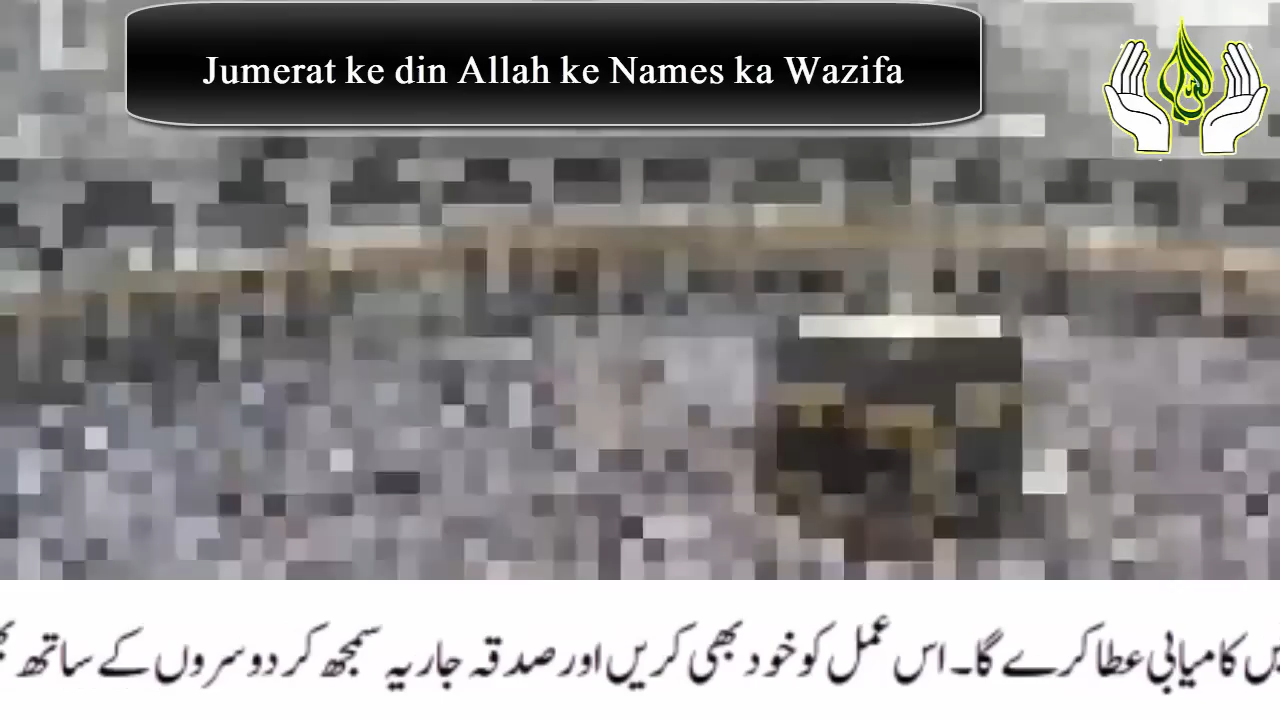 Jumerat ke din Allah ke Names ka Wazifa
کامیابی عطا کرے گا۔ اس عمل کو خود بھی کریں اور صدقہ جاریہ سمجھ کر دوسروں کے ساتھ